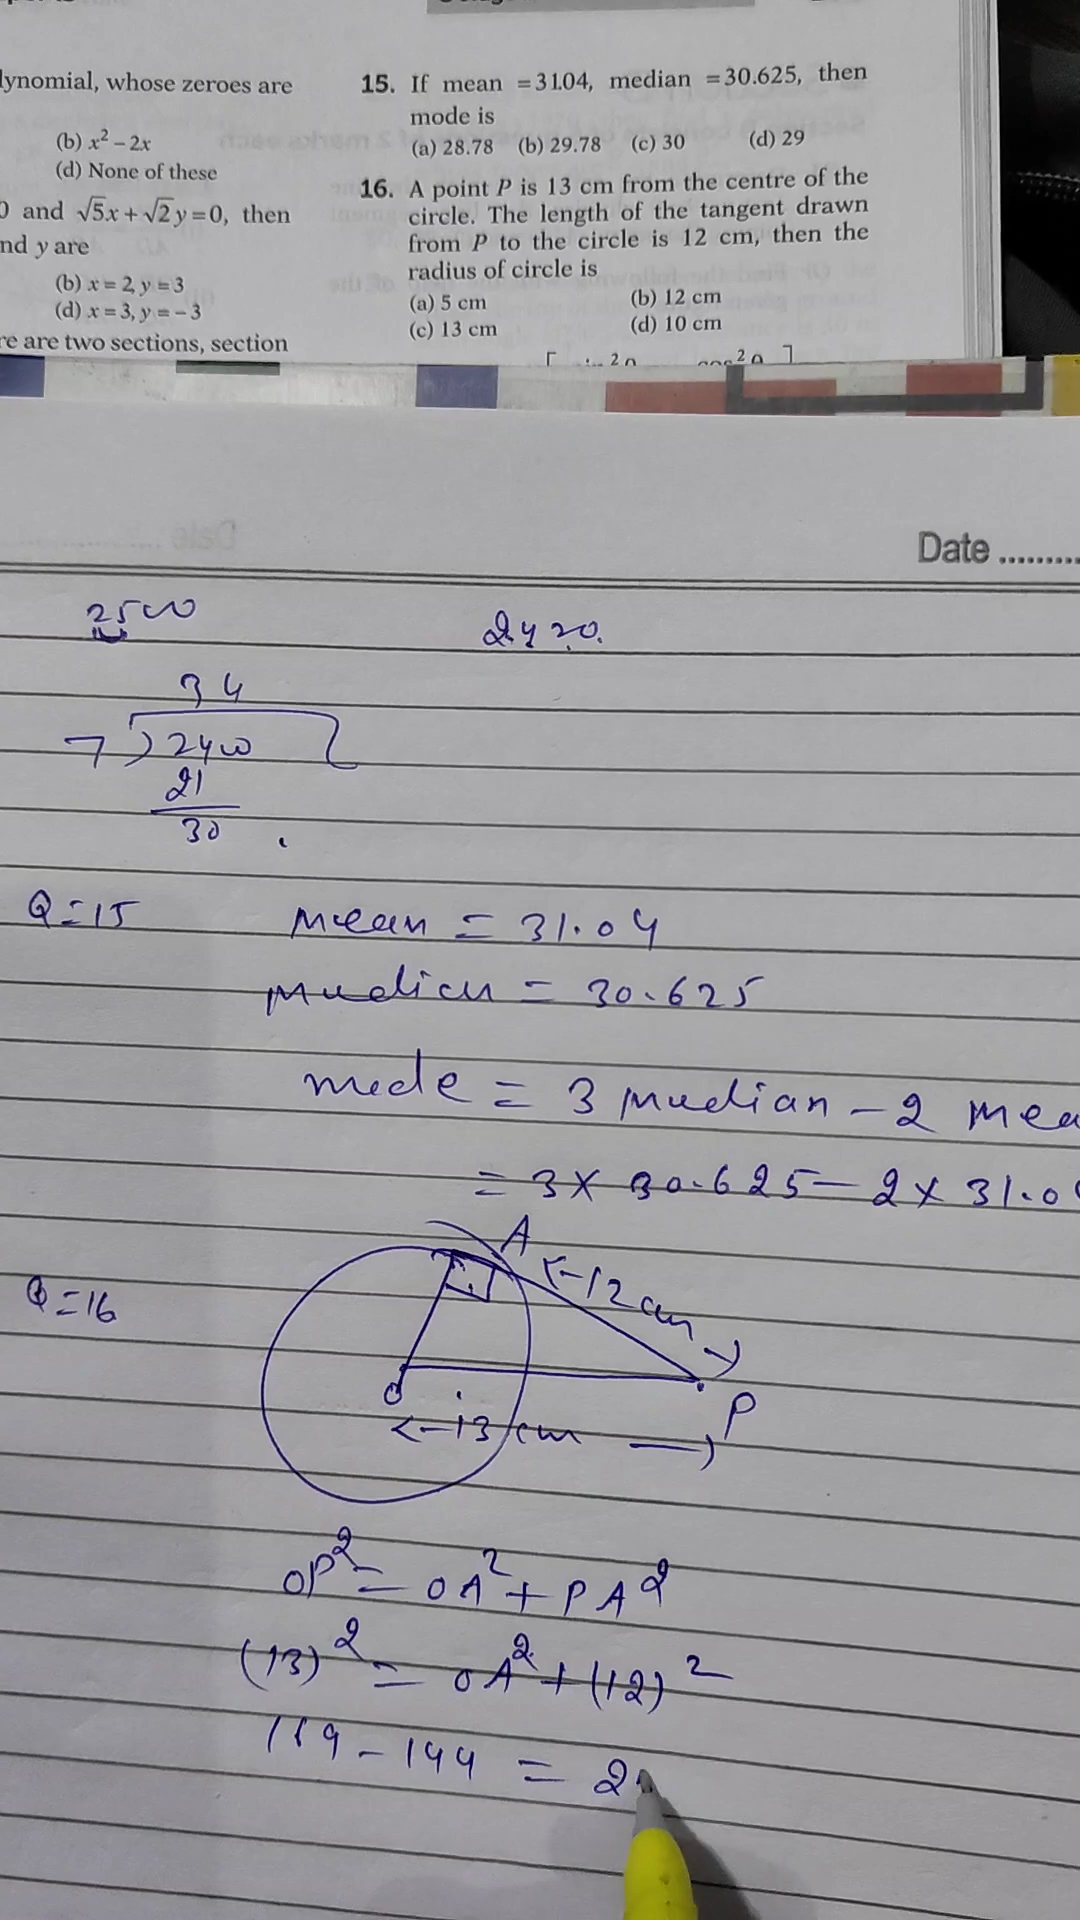 lynomial, whose zeroes are
(b) x² – 2x
(d) None of these
0 and √5x + √2y = 0, then
nd y are
(b) x = 2, y = 3
(d) x = 3, y = – 3
re are two sections, section
15. If mean = 31.04, median = 30.625, then
mode is
(a) 28.78 (b) 29.78 (c) 30 (d) 29
16. A point P is 13 cm from the centre of the
circle. The length of the tangent drawn
from P to the circle is 12 cm, then the
radius of circle is
(a) 5 cm (b) 12 cm
(c) 13 cm (d) 10 cm
Date .........
2500
2420.
34
7)2400
21
30
Q=15 mean = 31.04
median = 30.625
mode = 3 median – 2 mea
= 3 × 30.625 – 2 × 31.0
Q=16
A
12 cm
O
P
13 cm
OP² = OA² + PA²
(13)² = OA² + (12)²
169 – 144 =